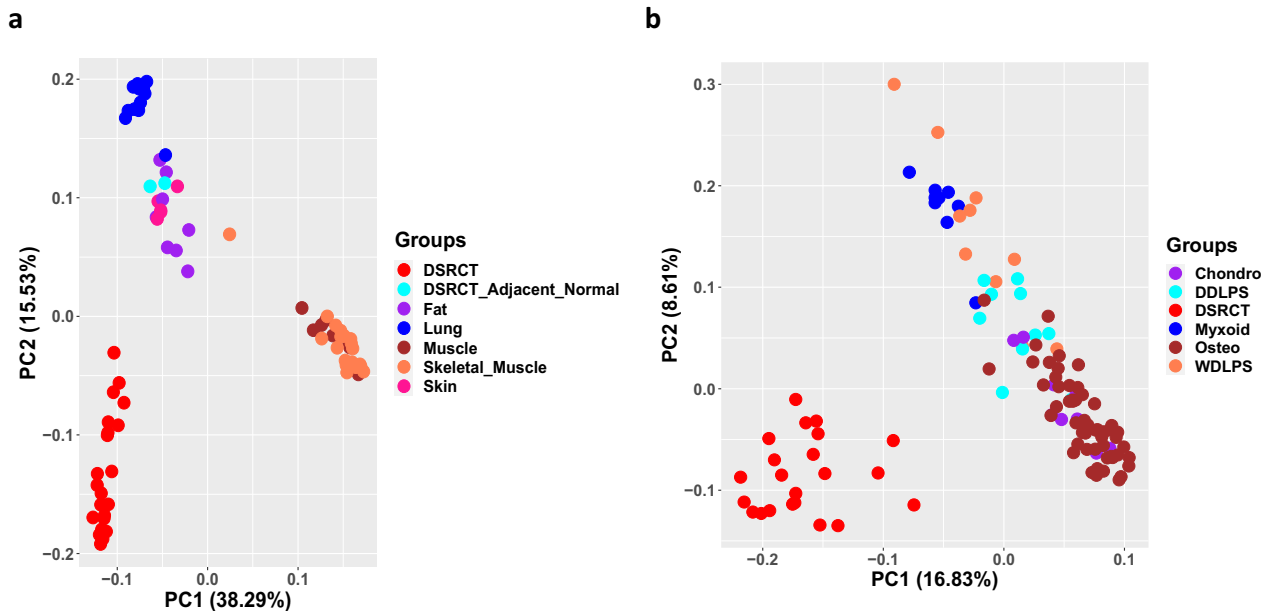 a
0.2
0.1
0.0
−0.1
−0.2
PC2 (15.53%)
−0.1
0.0
0.1
PC1 (38.29%)
Groups
DSRCT
DSRCT_Adjacent_Normal
Fat
Lung
Muscle
Skeletal_Muscle
Skin
b
0.3
0.2
0.1
0.0
−0.1
PC2 (8.61%)
−0.2
−0.1
0.0
0.1
PC1 (16.83%)
Groups
Chondro
DDLPS
DSRCT
Myxoid
Osteo
WDLPS